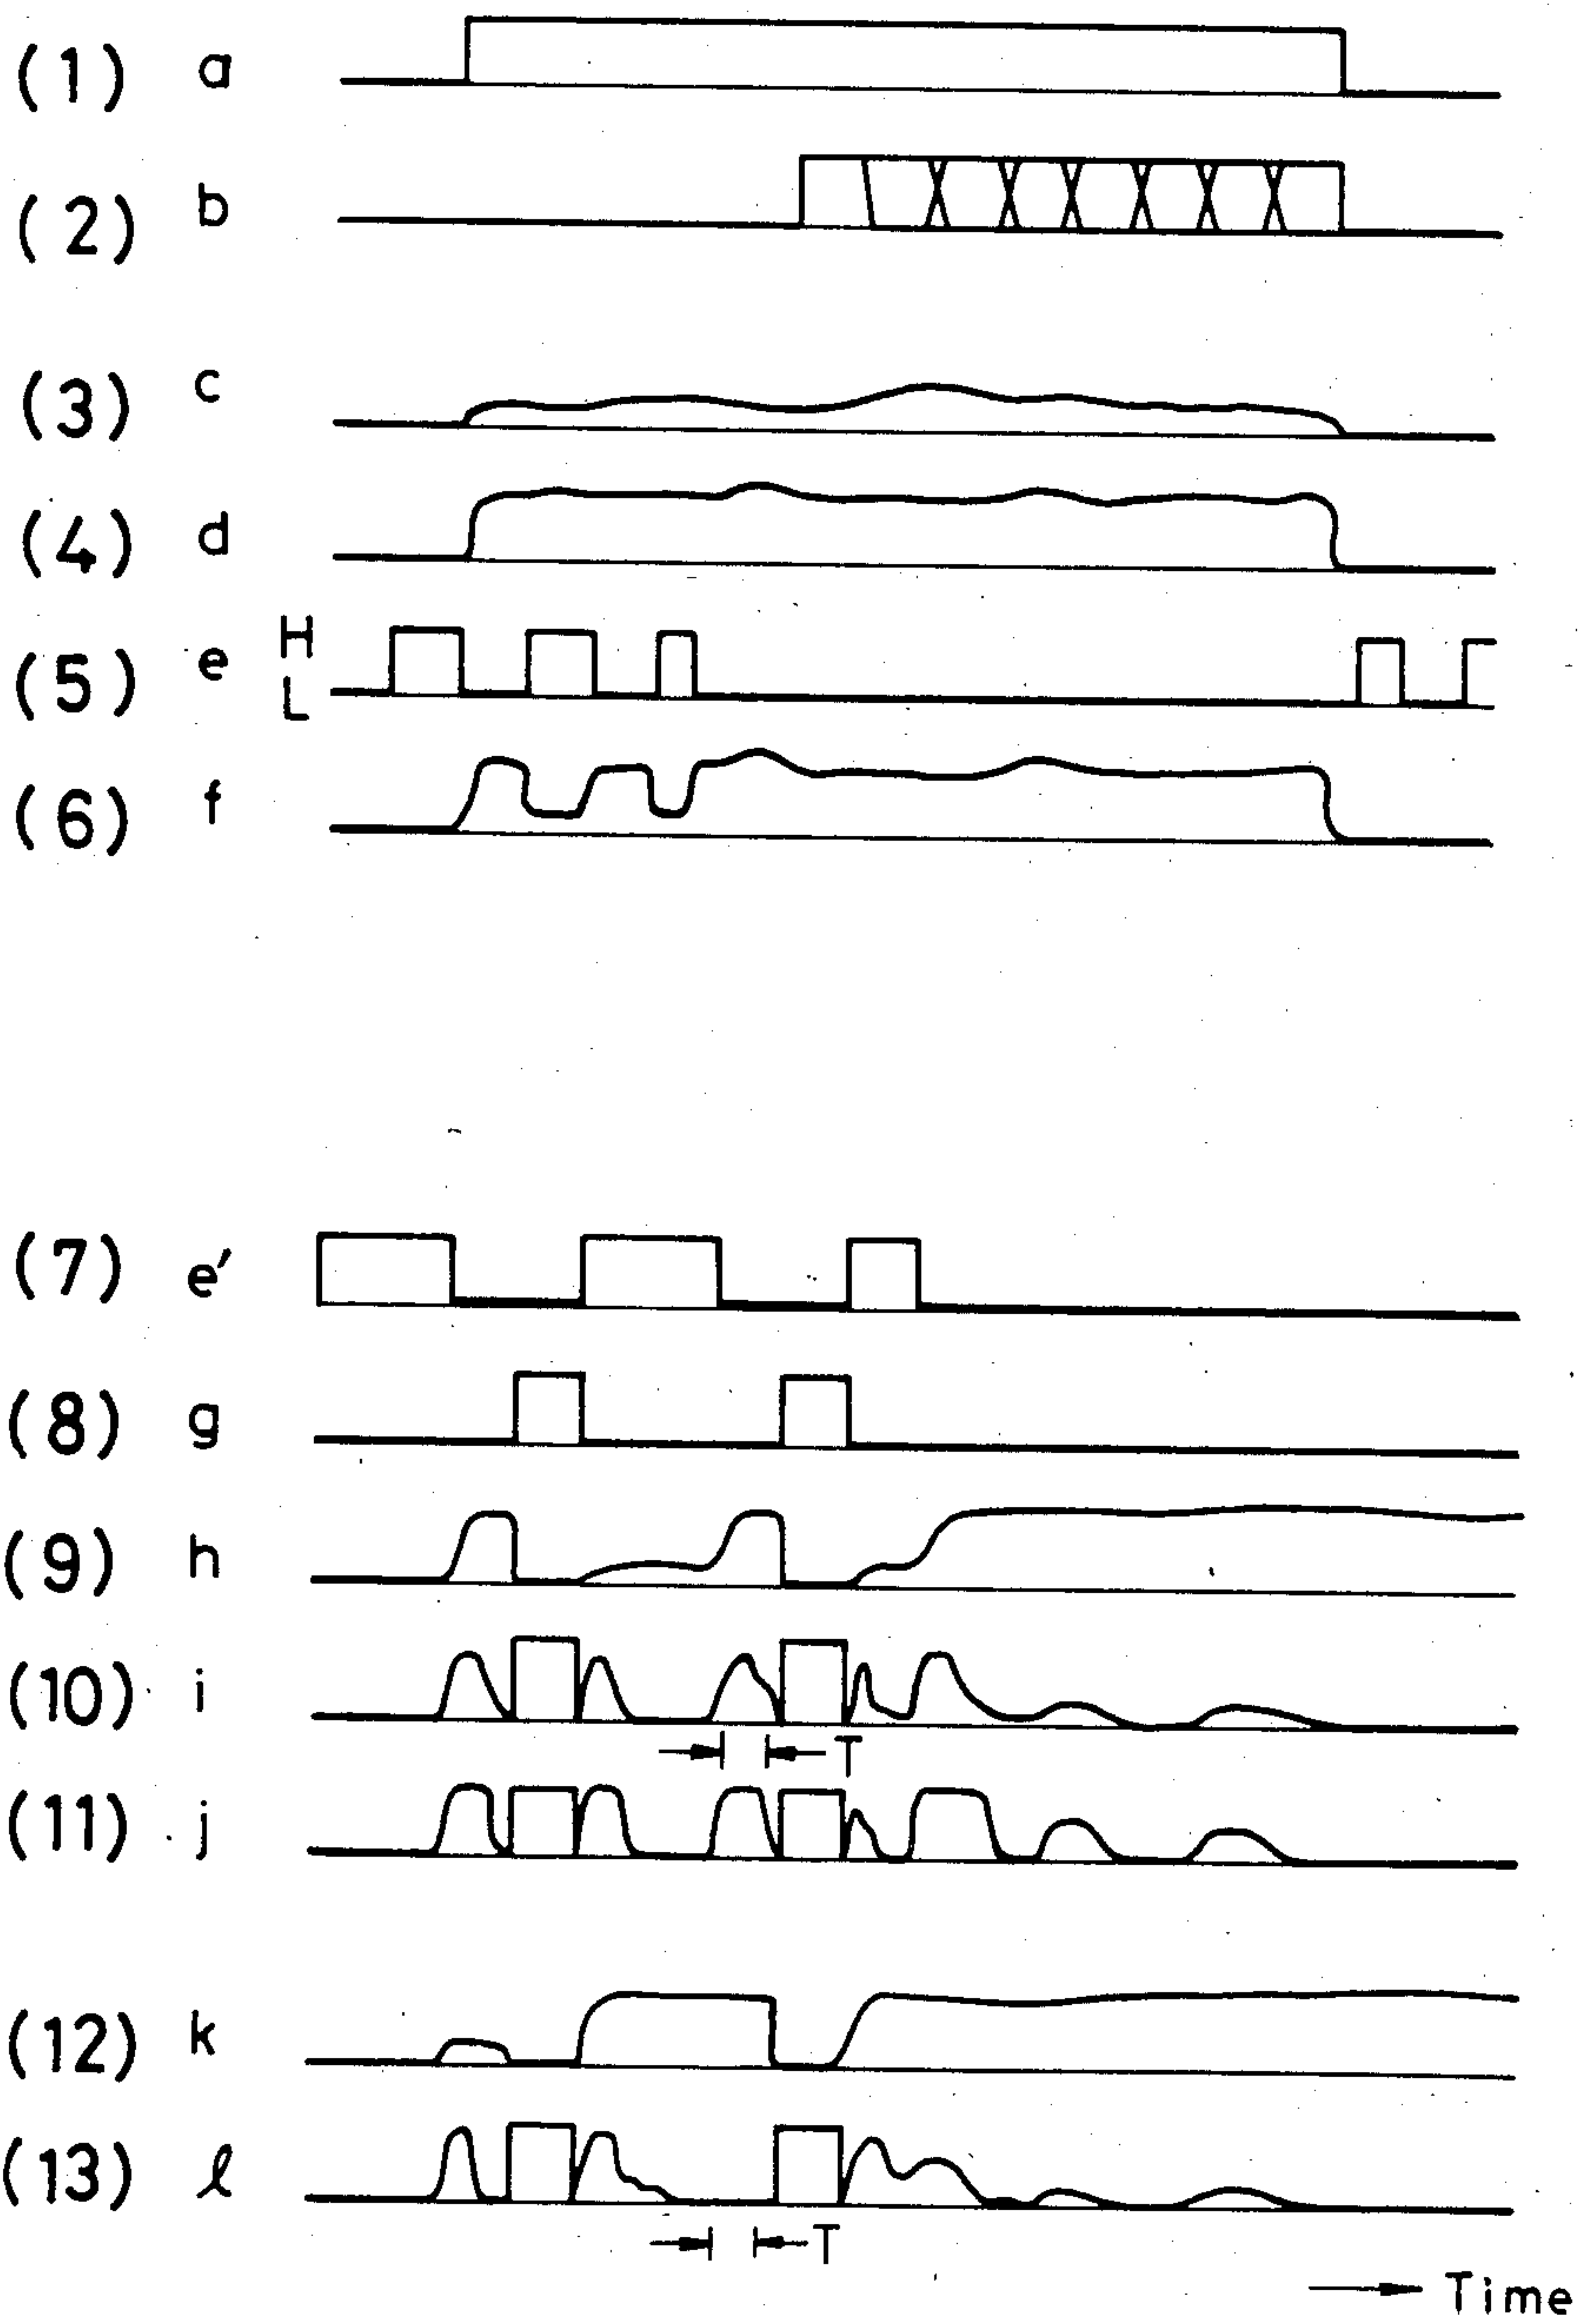 (1) a
(2) b
(3) c
(4) d
(5) e H
L
(6) f
(7) e′
(8) g
(9) h
(10) i
T
(11) j
(12) k
(13) ℓ
T
Time